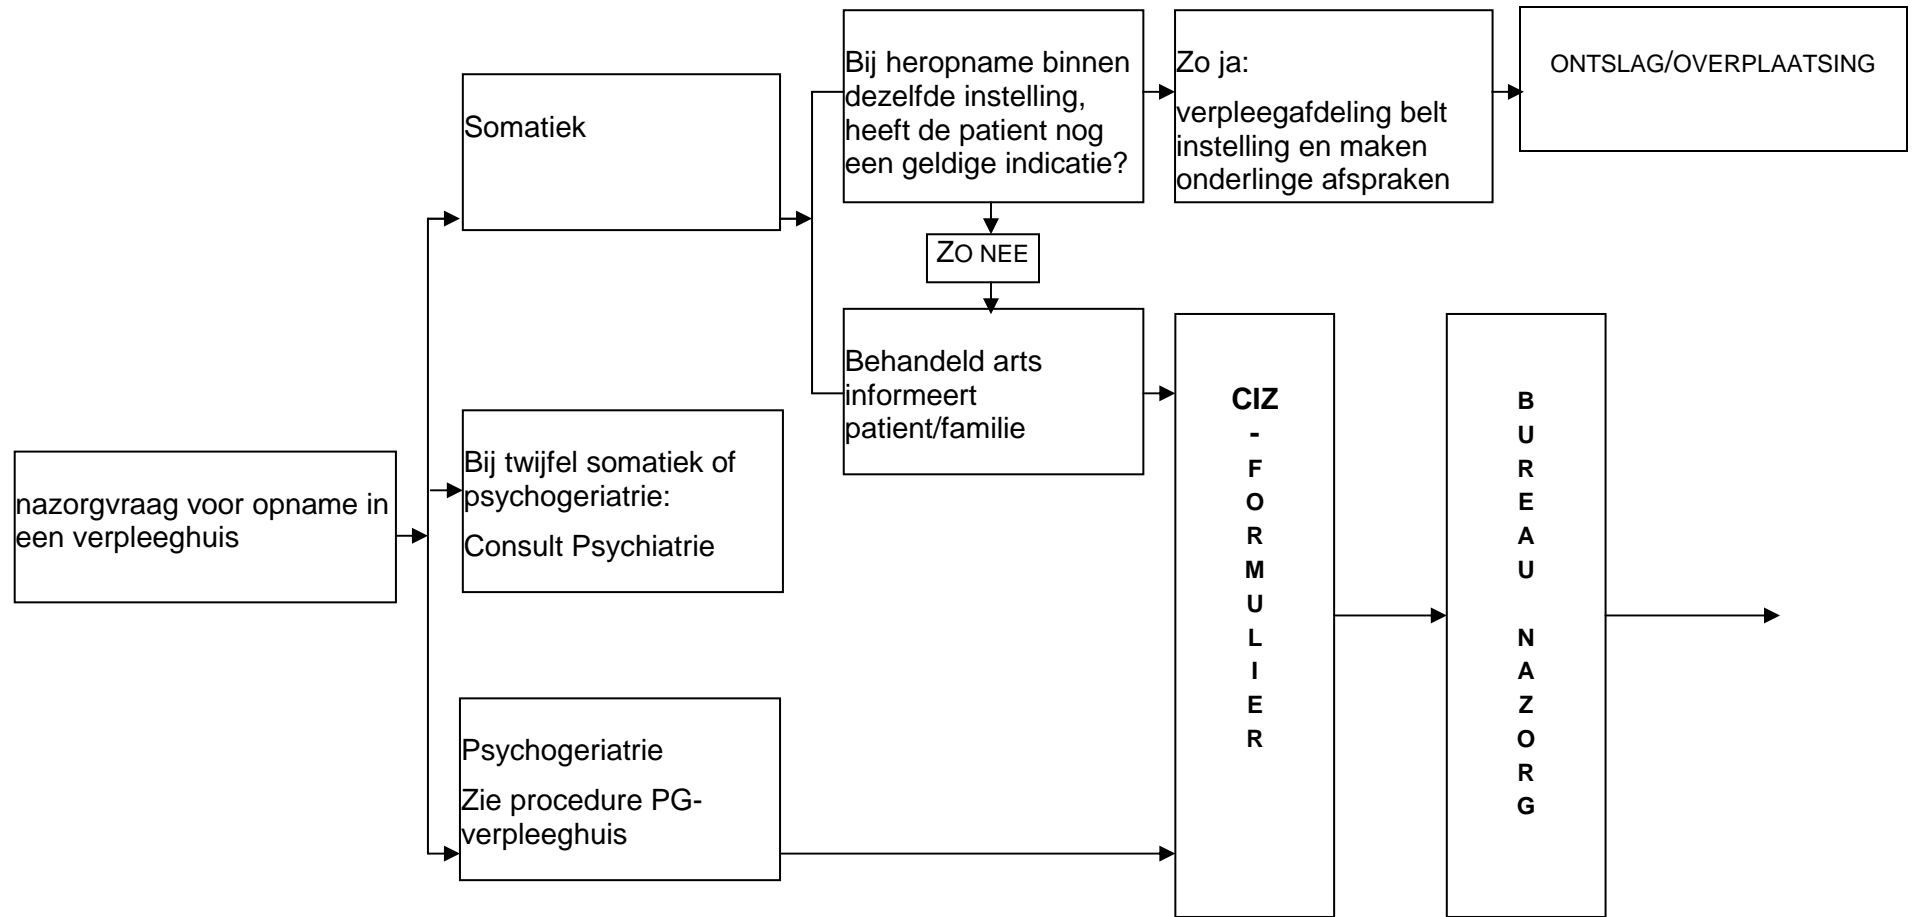 nazorgvraag voor opname in
een verpleeghuis
Somatiek
Bij twijfel somatiek of
psychogeriatrie:
Consult Psychiatrie
Psychogeriatrie
Zie procedure PG-
verpleeghuis
Bij heropname binnen
dezelfde instelling,
heeft de patient nog
een geldige indicatie?
ZO NEE
Behandeld arts
informeert
patient/familie
Zo ja:
verpleegafdeling belt
instelling en maken
onderlinge afspraken
ONTSLAG/OVERPLAATSING
CIZ
-
F
O
R
M
U
L
I
E
R
B
U
R
E
A
U
N
A
Z
O
R
G